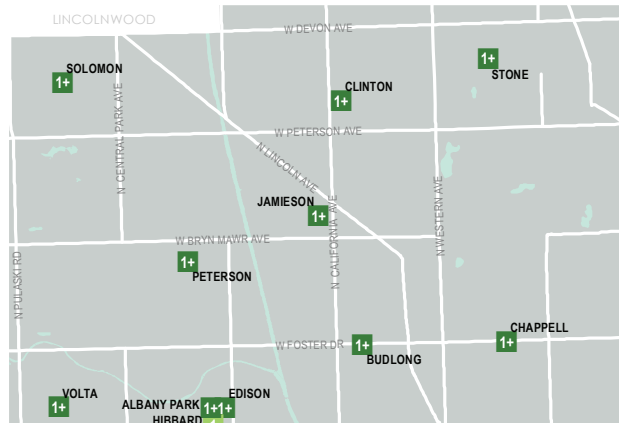 LINCOLNWOOD
W DEVON AVE
SOLOMON
1+
STONE
1+
CLINTON
1+
N CENTRAL PARK AVE
W PETERSON AVE
N LINCOLN AVE
JAMIESON
1+
N CALIFORNIA AVE
N WESTERN AVE
W BRYN MAWR AVE
N PULASKI RD
1+
PETERSON
CHAPPELL
1+
W FOSTER DR
1+
BUDLONG
VOLTA
1+
ALBANY PARK
1+
1+
EDISON
HIBBARD